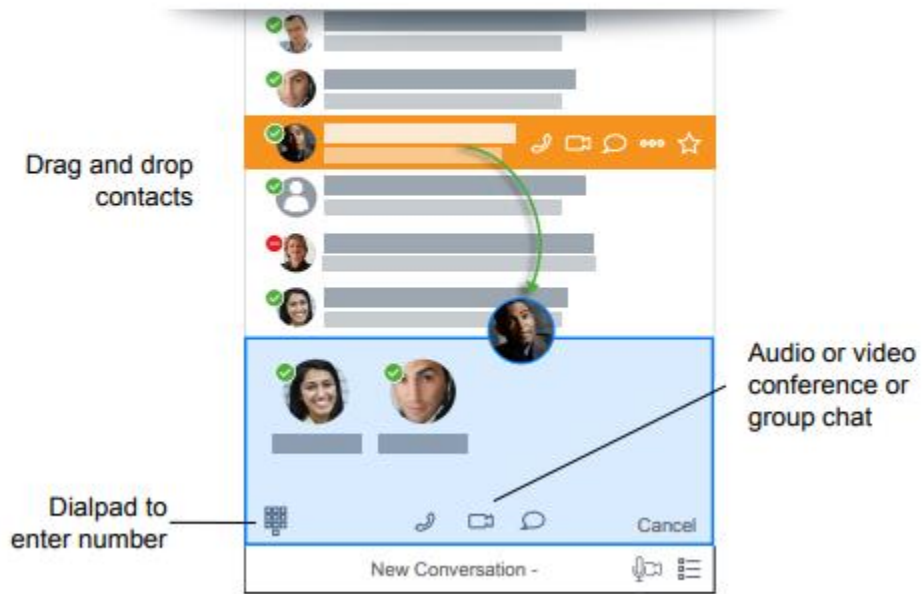 Drag and drop
contacts
Audio or video
conference or
group chat
Dialpad to
enter number
Cancel
New Conversation -